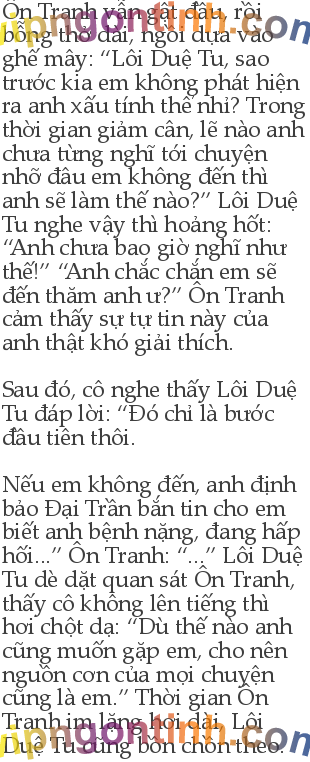 Ôn Tranh vẫn gật đầu, rồi
bỗng thở dài, ngồi dựa vào
ghế mây: “Lôi Duệ Tu, sao
trước kia em không phát hiện
ra anh xấu tính thế nhỉ? Trong
thời gian giảm cân, lẽ nào anh
chưa từng nghĩ tới chuyện
nhỡ đâu em không đến thì
anh sẽ làm thế nào?” Lôi Duệ
Tu nghe vậy thì hoảng hốt:
“Anh chưa bao giờ nghĩ như
thế!” “Anh chắc chắn em sẽ
đến thăm anh ư?” Ôn Tranh
cảm thấy sự tự tin này của
anh thật khó giải thích.
Sau đó, cô nghe thấy Lôi Duệ
Tu đáp lời: “Đó chỉ là bước
đầu tiên thôi.
Nếu em không đến, anh định
bảo Đại Trần bắn tin cho em
biết anh bệnh nặng, đang hấp
hối...” Ôn Tranh: “...” Lôi Duệ
Tu dè dặt quan sát Ôn Tranh,
thấy cô không lên tiếng thì
hơi chột dạ: “Dù thế nào anh
cũng muốn gặp em, cho nên
nguồn cơn của mọi chuyện
cũng là em.” Thời gian Ôn
Tranh im lặng hơi dài, Lôi
Duệ Tu cũng bồn chồn theo.